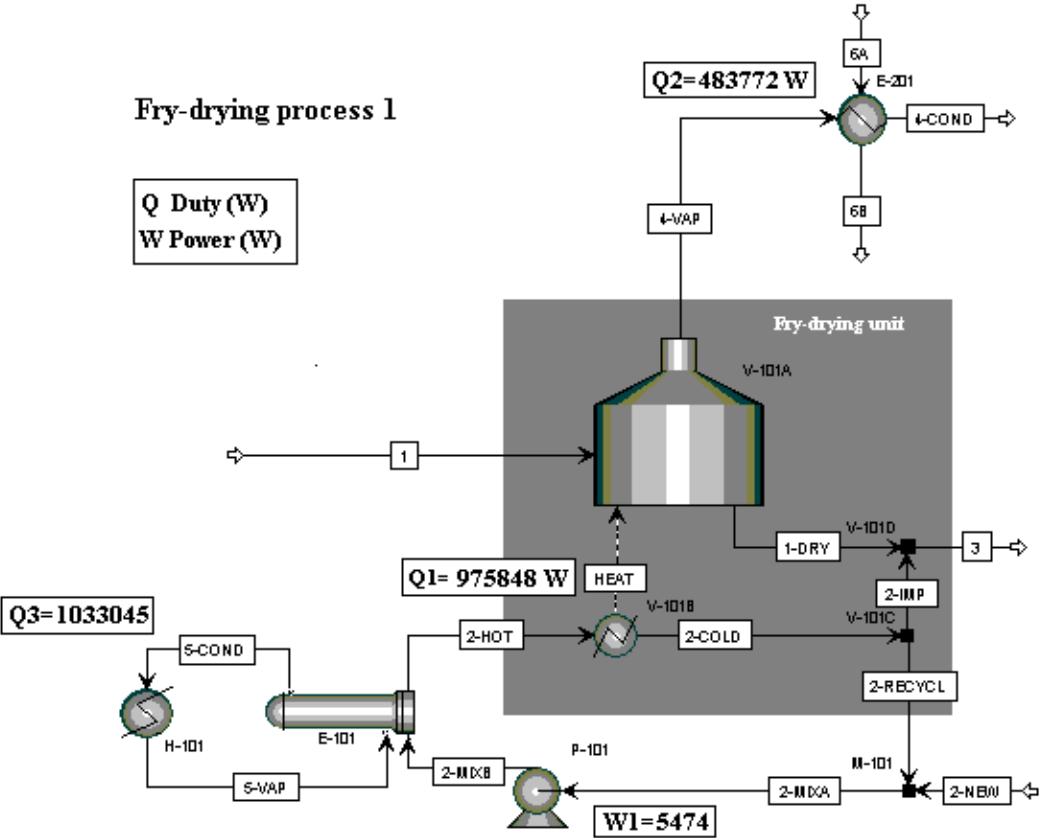 6A
Q2=483772 W
E-201
Fry-drying process 1
4-COND
Q Duty (W)
W Power (W)
4-VAP
6B
Fry-drying unit
V-101A
1
V-101D
1-DRY
3
Q1= 975848 W
HEAT
2-IMP
V-101B
Q3=1033045
2-HOT
2-COLD
V-101C
5-COND
2-RECYCL
H-101
E-101
P-101
2-MIXB
M-101
5-VAP
2-MIXA
2-NEW
W1=5474